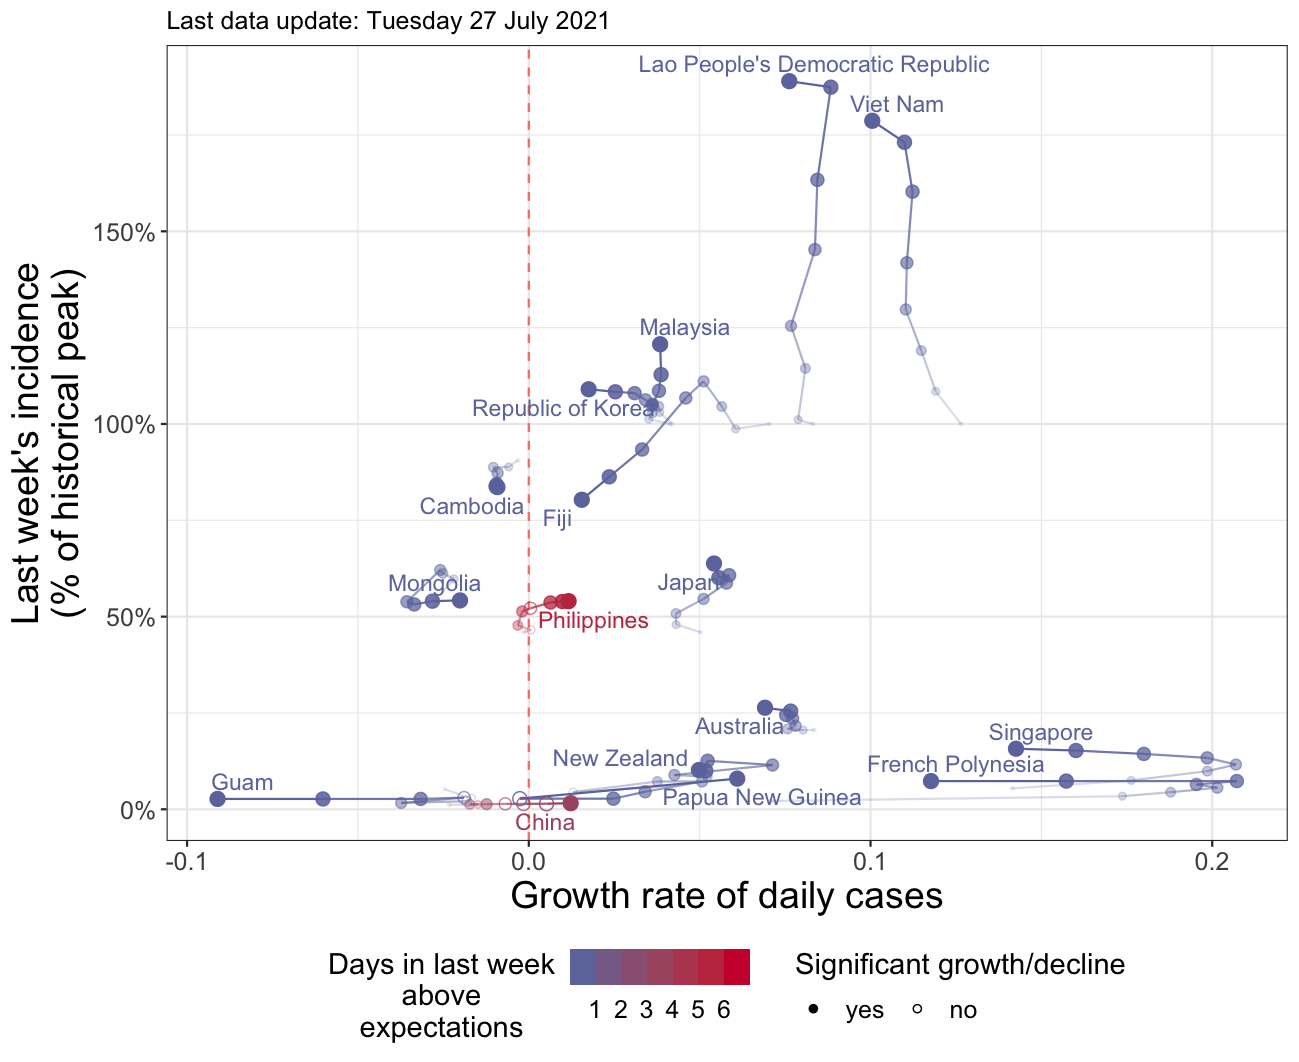 Last data update: Tuesday 27 July 2021
Lao People's Democratic Republic
Viet Nam
Malaysia
Republic of Korea
Cambodia
Fiji
Mongolia
Japan
Philippines
Australia
Singapore
New Zealand
French Polynesia
Guam
Papua New Guinea
China
150%
100%
50%
0%
Last week's incidence
(% of historical peak)
-0.1
0.0
0.1
0.2
Growth rate of daily cases
Days in last week
above
expectations
1 2 3 4 5 6
Significant growth/decline
yes
no